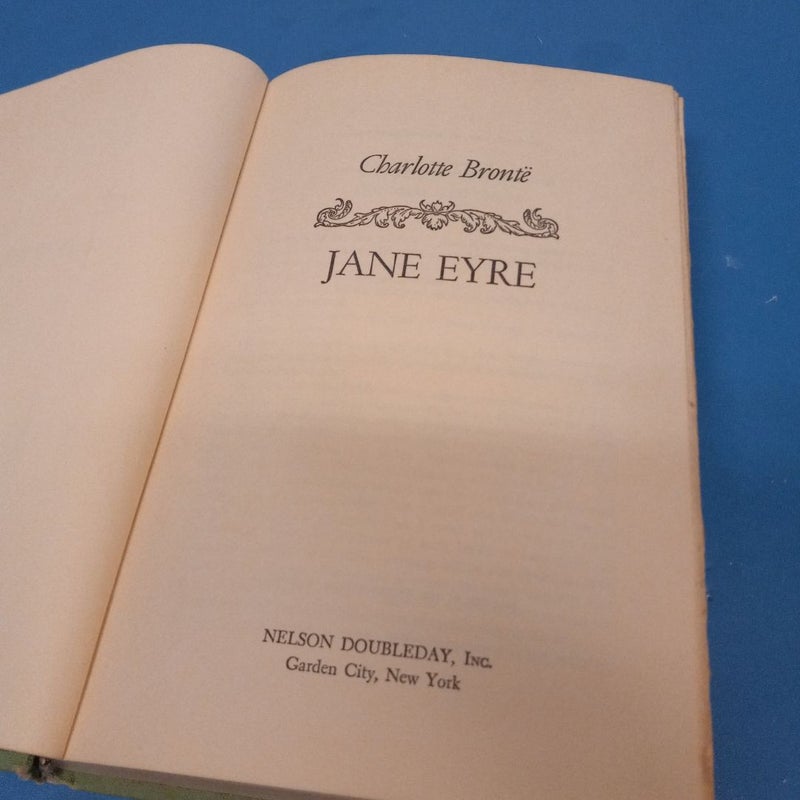 Charlotte Brontë
JANE EYRE
NELSON DOUBLEDAY, INC.
Garden City, New York